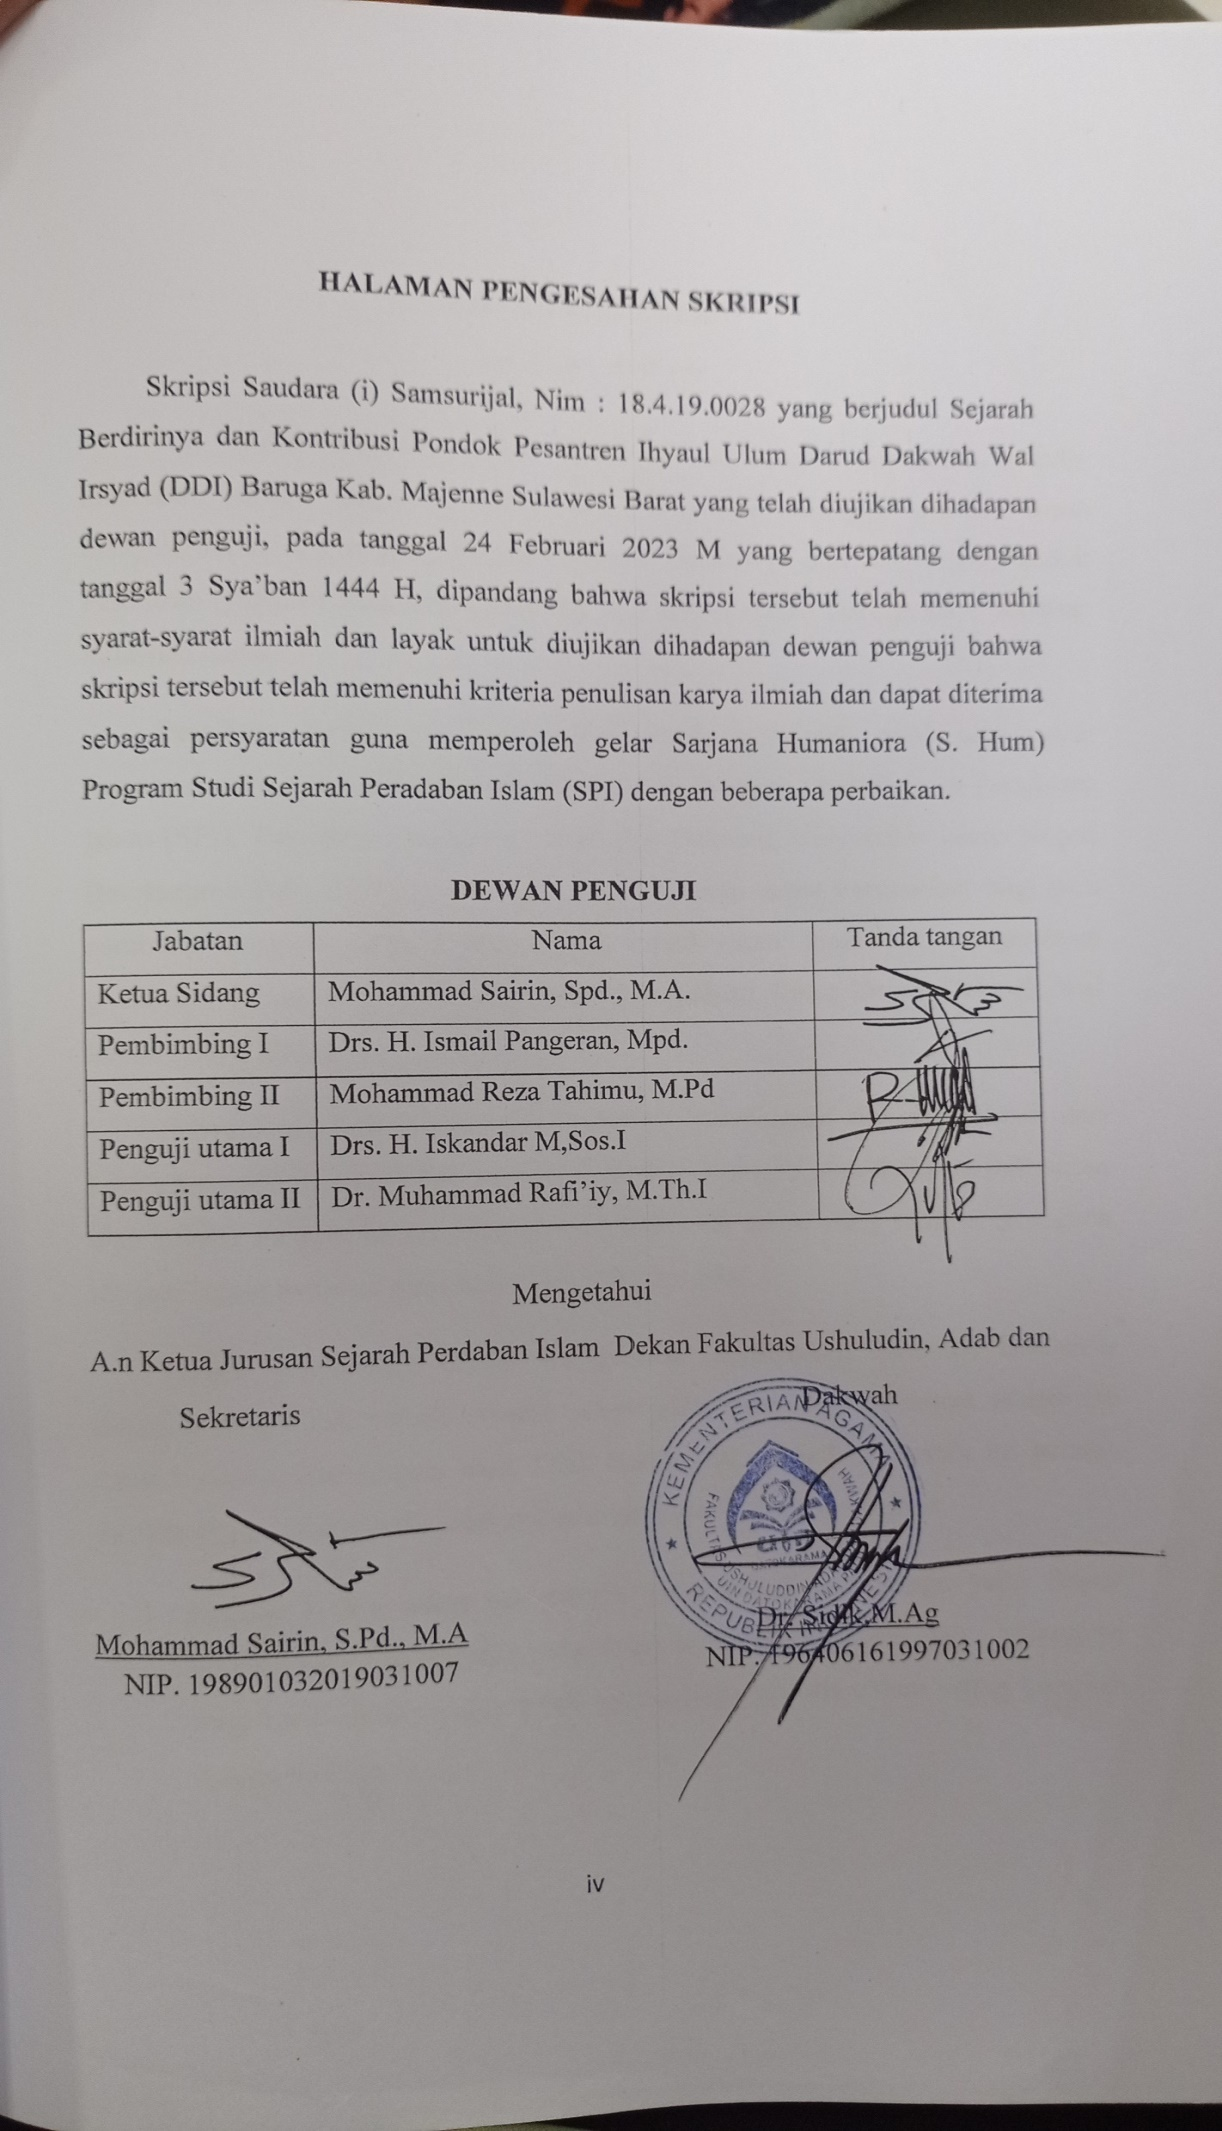 HALAMAN PENGESAHAN SKRIPSI
Skripsi Saudara (i) Samsurijal, Nim : 18.4.19.0028 yang berjudul Sejarah
Berdirinya dan Kontribusi Pondok Pesantren Ihyaul Ulum Darud Dakwah Wal
Irsyad (DDI) Baruga Kab. Majenne Sulawesi Barat yang telah diujikan dihadapan
dewan penguji, pada tanggal 24 Februari 2023 M yang bertepatang dengan
tanggal 3 Sya’ban 1444 H, dipandang bahwa skripsi tersebut telah memenuhi
syarat-syarat ilmiah dan layak untuk diujikan dihadapan dewan penguji bahwa
skripsi tersebut telah memenuhi kriteria penulisan karya ilmiah dan dapat diterima
sebagai persyaratan guna memperoleh gelar Sarjana Humaniora (S. Hum)
Program Studi Sejarah Peradaban Islam (SPI) dengan beberapa perbaikan.
DEWAN PENGUJI
Jabatan Nama Tanda tangan
Ketua Sidang Mohammad Sairin, Spd., M.A.
Pembimbing I Drs. H. Ismail Pangeran, Mpd.
Pembimbing II Mohammad Reza Tahimu, M.Pd
Penguji utama I Drs. H. Iskandar M,Sos.I
Penguji utama II Dr. Muhammad Rafi’iy, M.Th.I
Mengetahui
A.n Ketua Jurusan Sejarah Perdaban Islam Dekan Fakultas Ushuludin, Adab dan
Sekretaris Dakwah
KEMENTERIAN AGAMA
REPUBLIK INDONESIA
Mohammad Sairin, S.Pd., M.A Dr. Sidik,M.Ag
NIP. 198901032019031007 NIP. 196406161997031002
iv